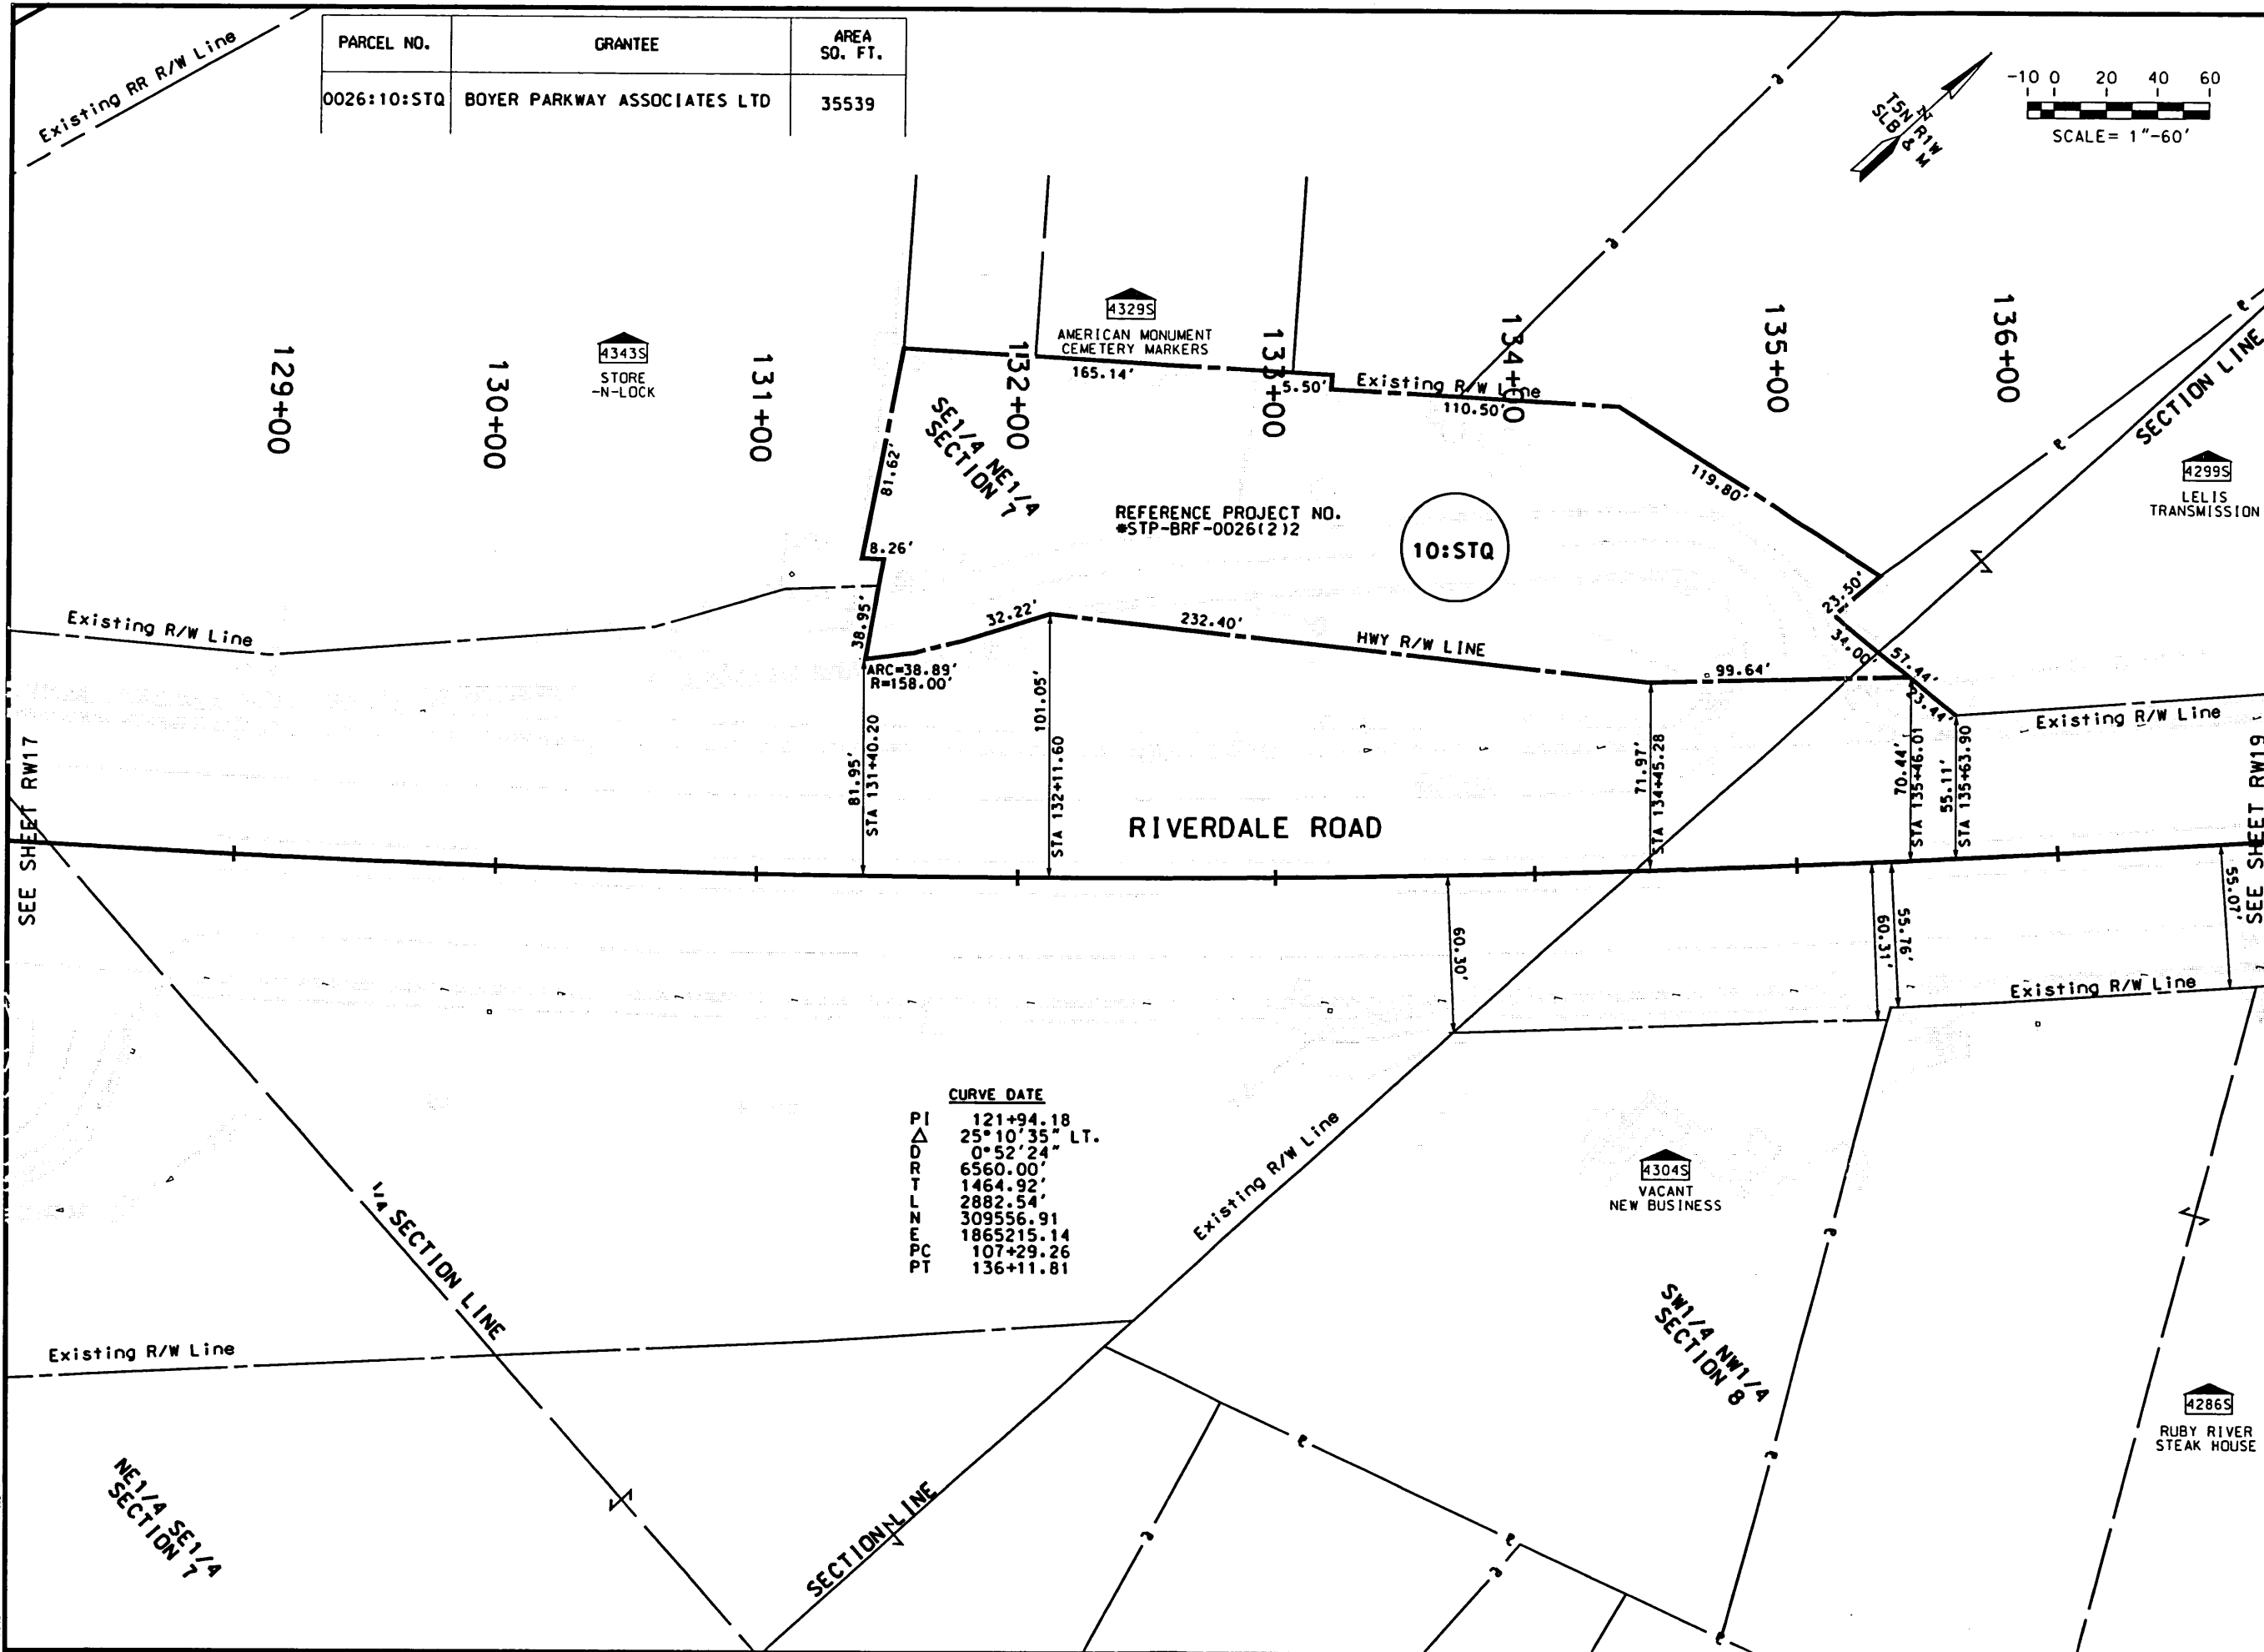 PARCEL NO. GRANTEE AREA SQ. FT.
0026:10:STQ BOYER PARKWAY ASSOCIATES LTD 35539
Existing RR R/W Line
T5N R1W
SLB & M
N
-10 0 20 40 60
SCALE= 1"-60'
129+00
130+00
131+00
132+00
133+00
134+00
135+00
136+00
4343S
STORE
-N-LOCK
4329S
AMERICAN MONUMENT
CEMETERY MARKERS
165.14'
5.50'
Existing R/W Line
110.50'
SECTION LINE
4299S
LELIS
TRANSMISSION
SE1/4 NE1/4
SECTION 7
81.62'
8.26'
38.95'
REFERENCE PROJECT NO.
*STP-BRF-0026(2)2
10:STQ
119.80'
23.50'
34.00'
57.44'
23.44'
Existing R/W Line
32.22'
232.40'
HWY R/W LINE
99.64'
ARC=38.89'
R=158.00'
Existing R/W Line
SEE SHEET RW17
81.95'
STA 131+40.20
101.05'
STA 132+11.60
71.97'
STA 134+45.28
70.44'
STA 135+46.01
55.11'
STA 135+63.90
SEE SHEET RW19
RIVERDALE ROAD
60.30'
60.31'
55.76'
55.07'
Existing R/W Line
CURVE DATE
PI 121+94.18
Δ 25°10'35" LT.
D 0°52'24"
R 6560.00'
T 1464.92'
L 2882.54'
N 309556.91
E 1865215.14
PC 107+29.26
PT 136+11.81
Existing R/W Line
4304S
VACANT
NEW BUSINESS
1/4 SECTION LINE
Existing R/W Line
SW1/4 NW1/4
SECTION 8
4286S
RUBY RIVER
STEAK HOUSE
NE1/4 SE1/4
SECTION 7
SECTION LINE